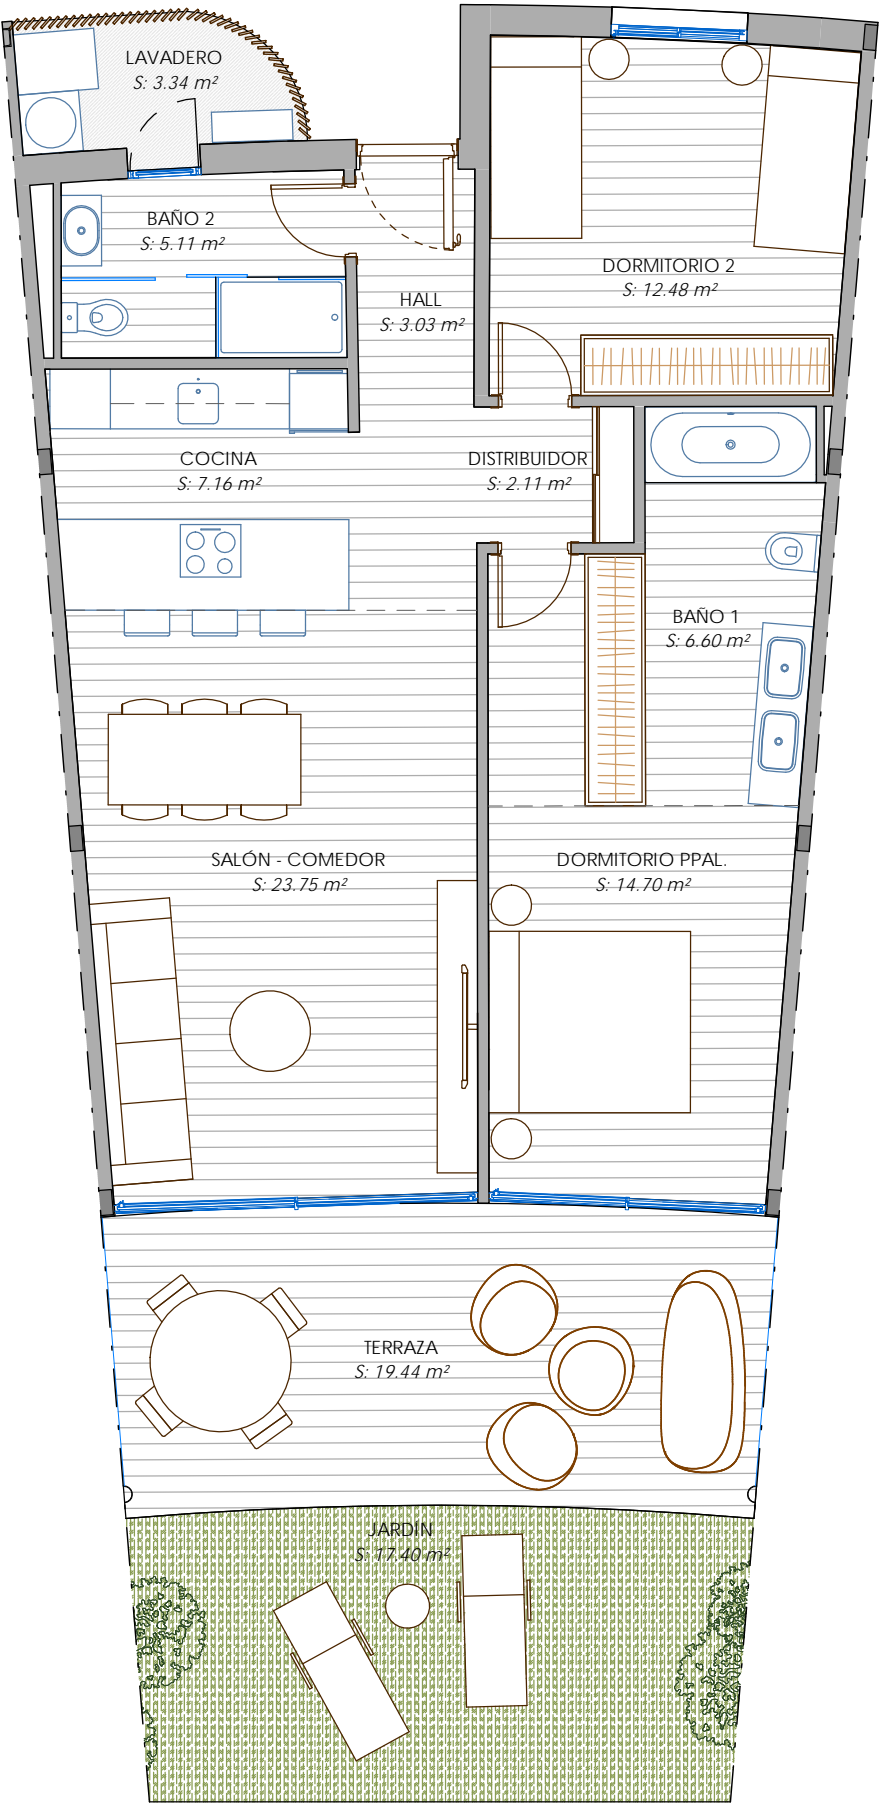 LAVADERO
S: 3.34 m²
BAÑO 2
S: 5.11 m²
DORMITORIO 2
S: 12.48 m²
HALL
S: 3.03 m²
COCINA
S: 7.16 m²
DISTRIBUIDOR
S: 2.11 m²
BAÑO 1
S: 6.60 m²
SALÓN - COMEDOR
S: 23.75 m²
DORMITORIO PPAL.
S: 14.70 m²
TERRAZA
S: 19.44 m²
JARDÍN
S: 17.40 m²